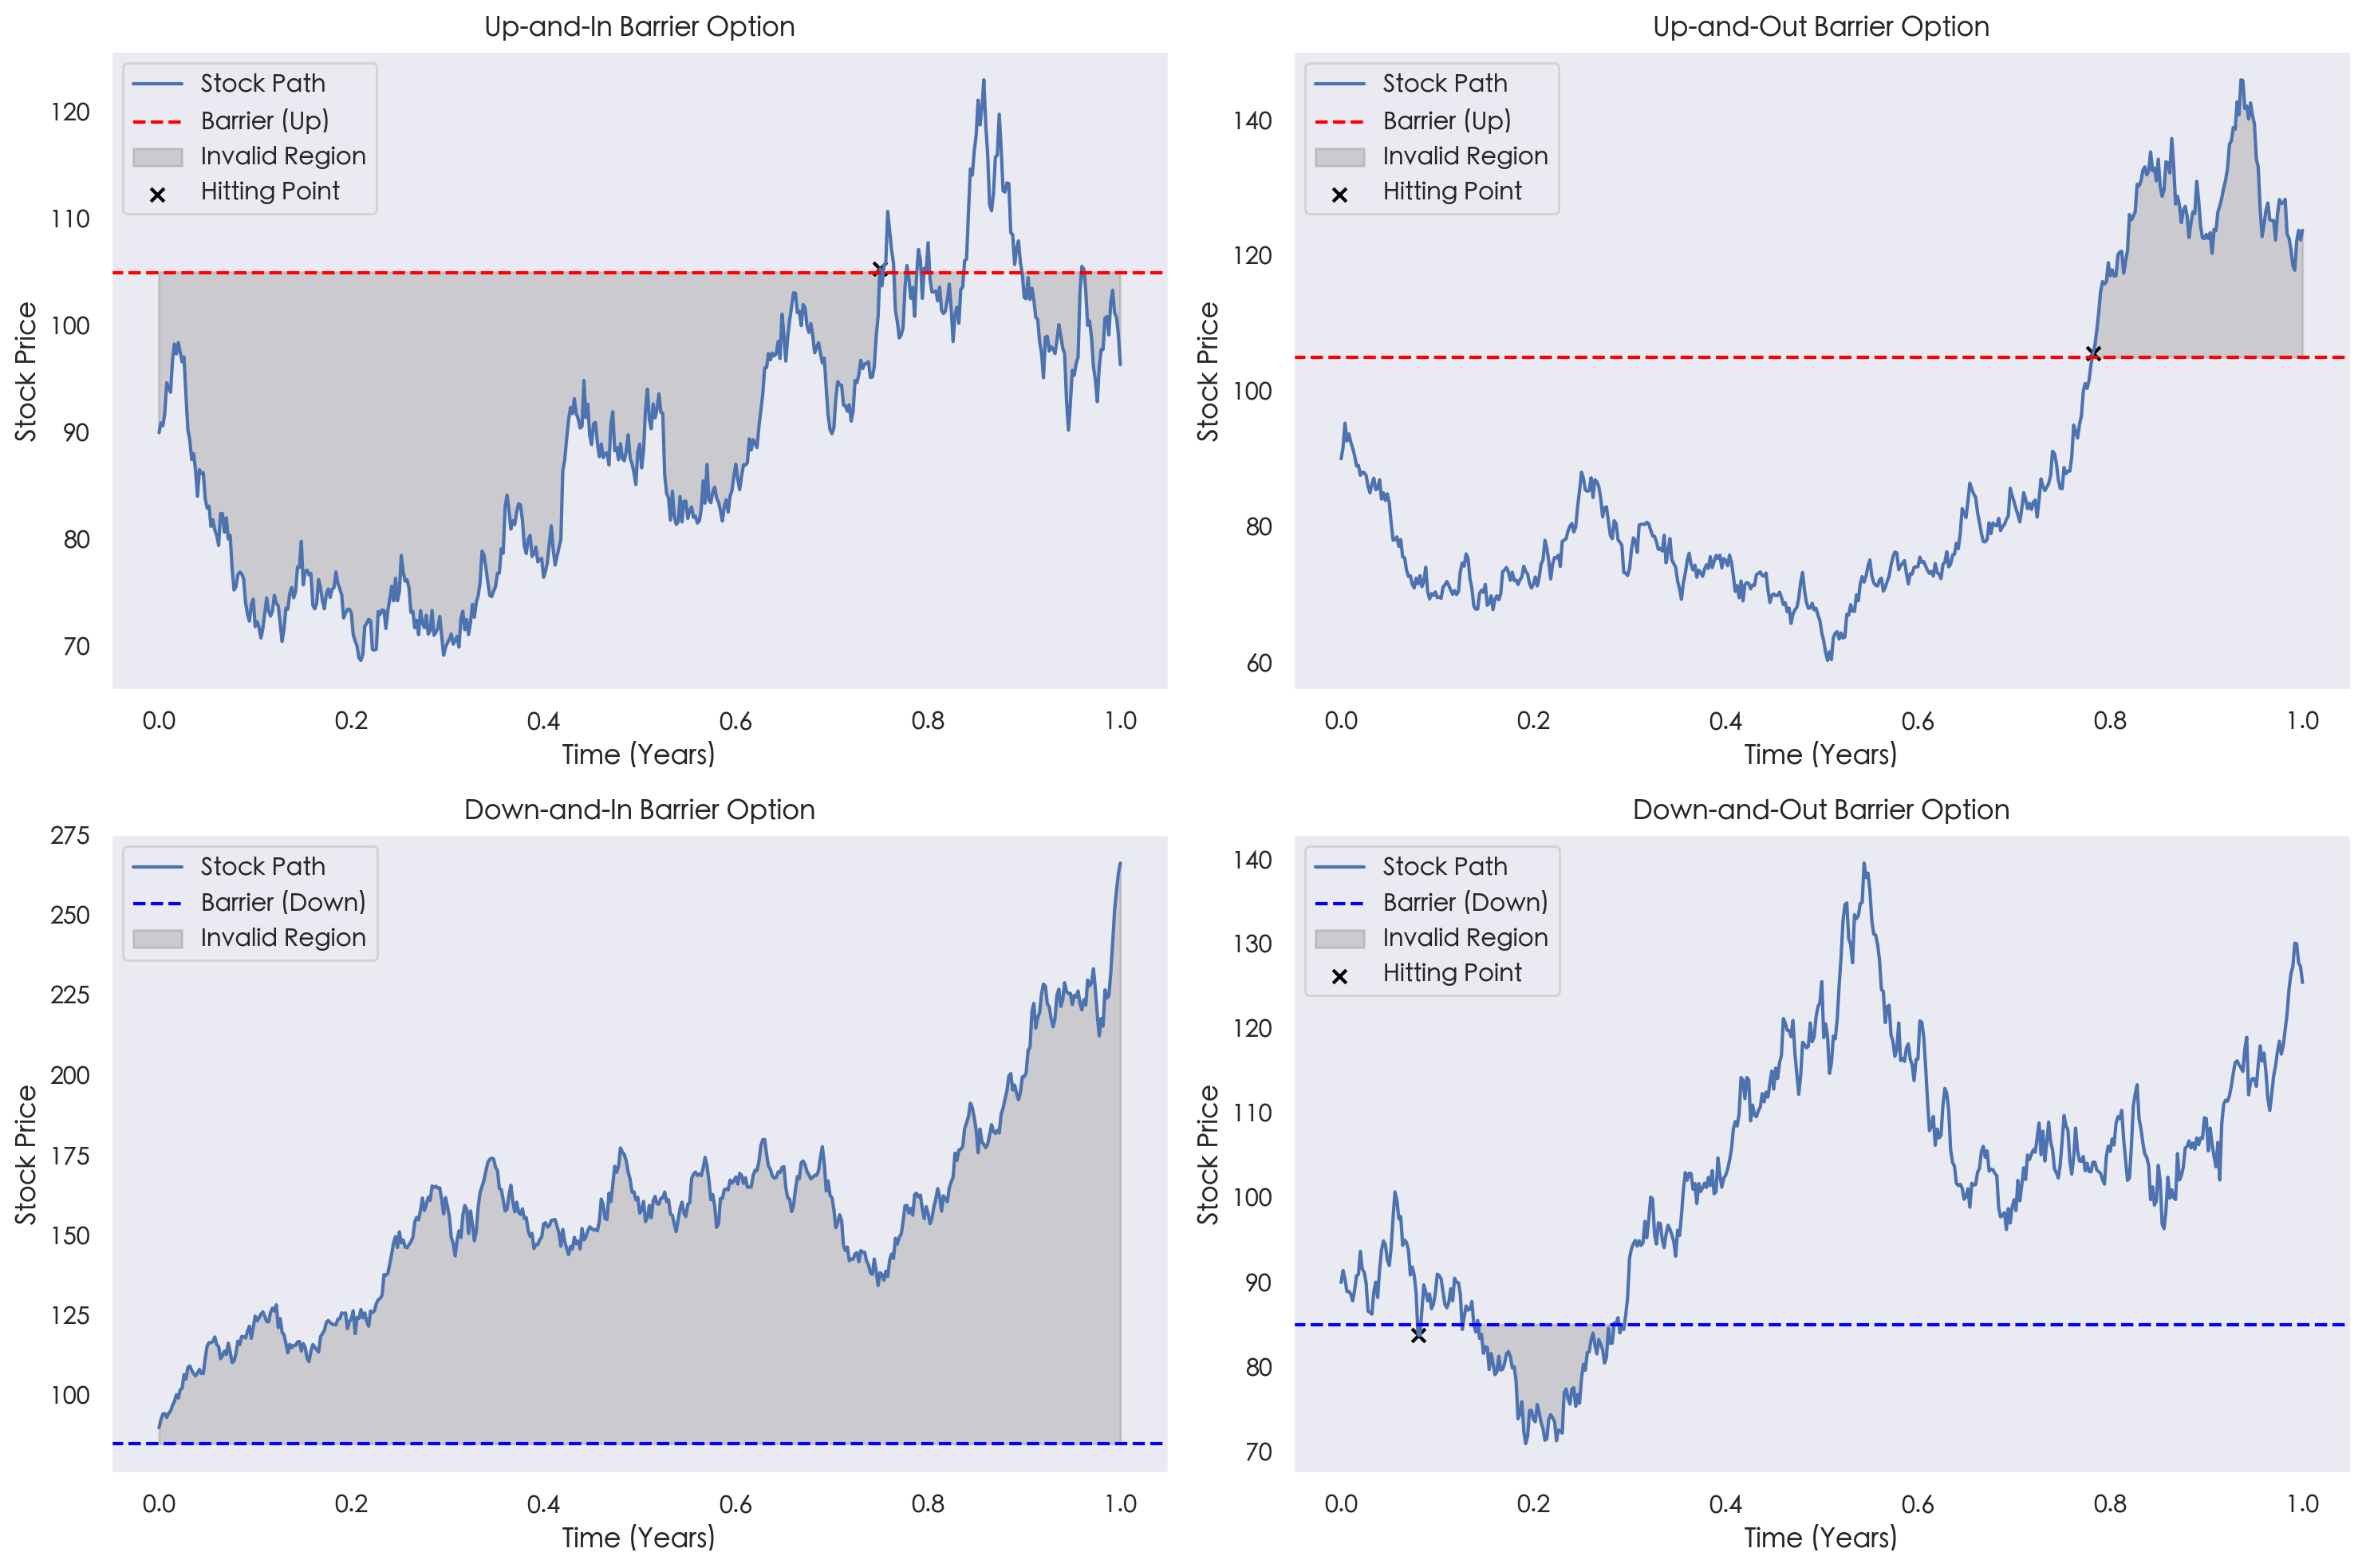 Up-and-In Barrier Option
Stock Path
Barrier (Up)
Invalid Region
Hitting Point
120
110
100
90
80
70
Stock Price
0.0 0.2 0.4 0.6 0.8 1.0
Time (Years)
Up-and-Out Barrier Option
Stock Path
Barrier (Up)
Invalid Region
Hitting Point
140
120
100
80
60
Stock Price
0.0 0.2 0.4 0.6 0.8 1.0
Time (Years)
Down-and-In Barrier Option
Stock Path
Barrier (Down)
Invalid Region
275
250
225
200
175
150
125
100
Stock Price
0.0 0.2 0.4 0.6 0.8 1.0
Time (Years)
Down-and-Out Barrier Option
Stock Path
Barrier (Down)
Invalid Region
Hitting Point
140
130
120
110
100
90
80
70
Stock Price
0.0 0.2 0.4 0.6 0.8 1.0
Time (Years)